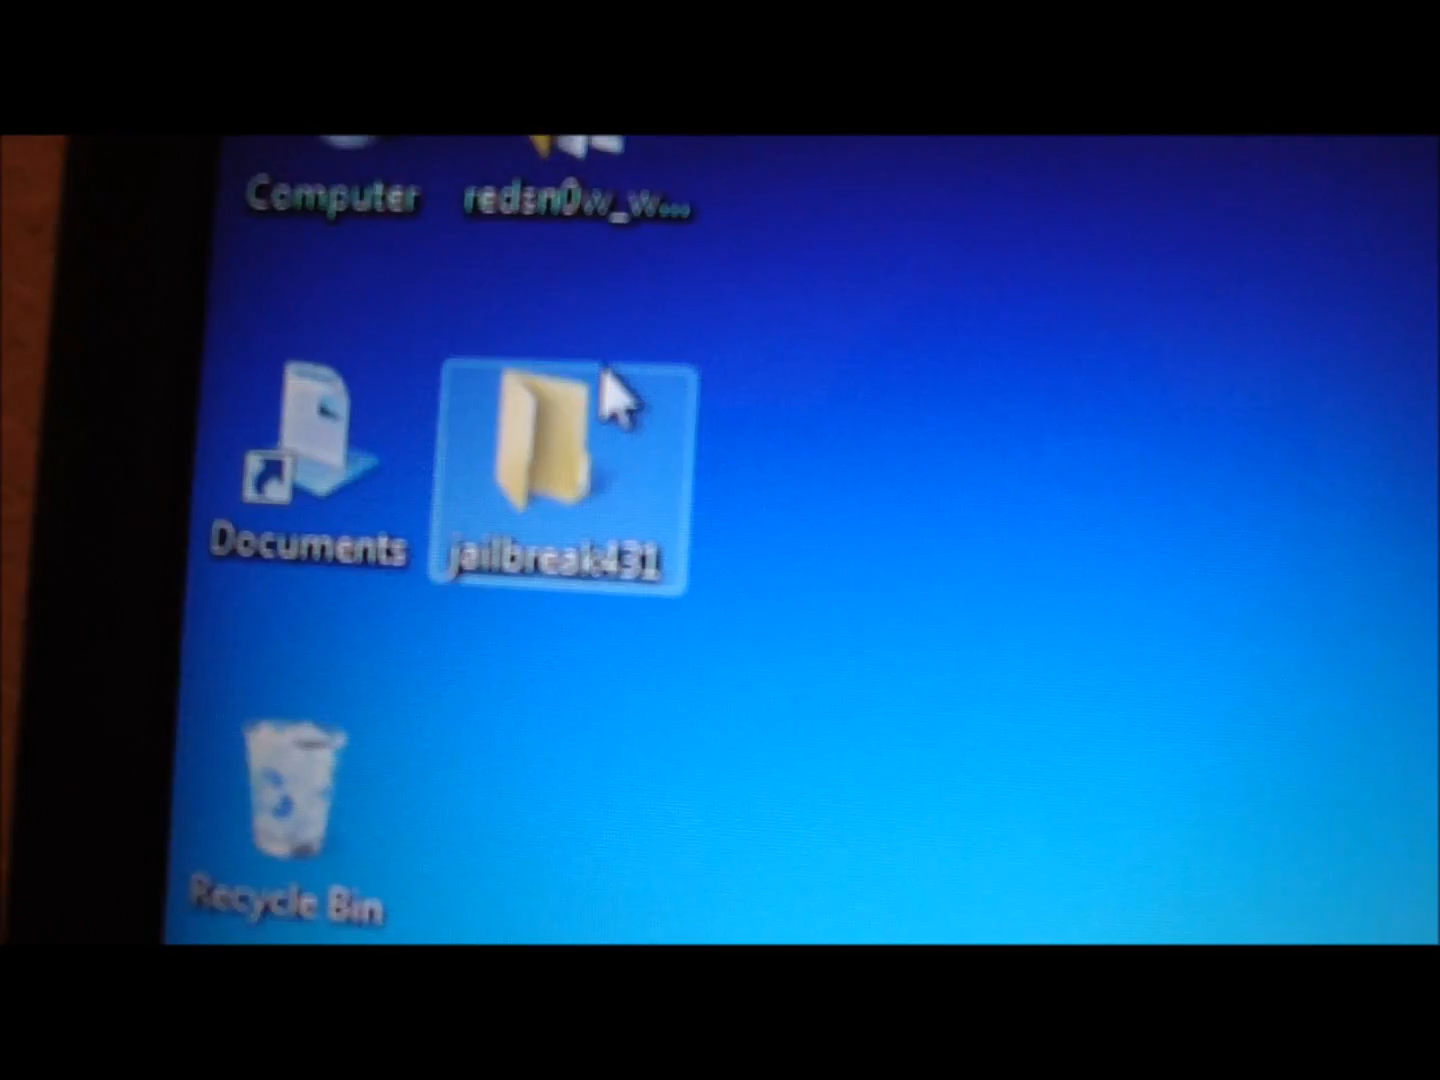 Computer
redsn0w_w...
Documents
jailbreak431
Recycle Bin